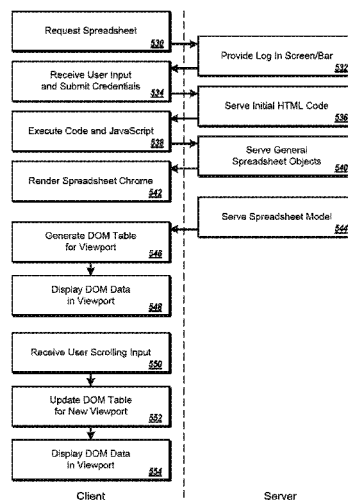 Request Spreadsheet
530
Provide Log In Screen/Bar
532
Receive User Input
and Submit Credentials
534
Serve Initial HTML Code
536
Execute Code and JavaScript
538
Serve General
Spreadsheet Objects
540
Render Spreadsheet Chrome
542
Serve Spreadsheet Model
544
Generate DOM Table
for Viewport
546
Display DOM Data
in Viewport
548
Receive User Scrolling Input
550
Update DOM Table
for New Viewport
552
Display DOM Data
in Viewport
554
Client
Server